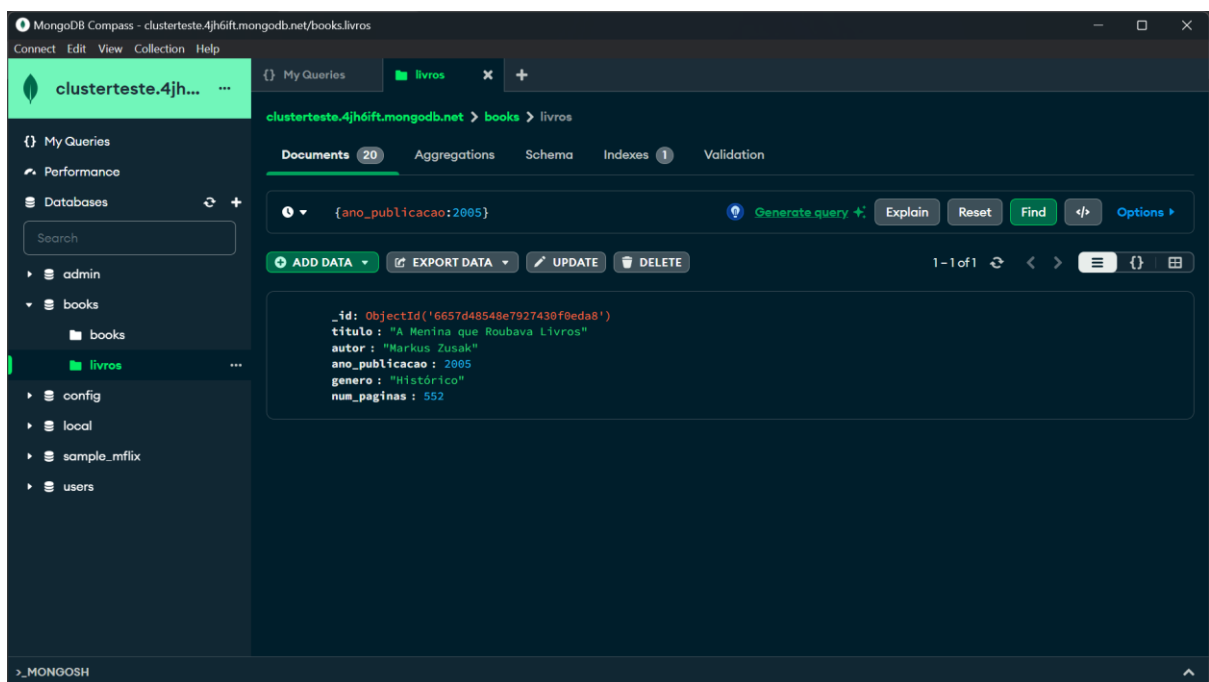 MongoDB Compass - clusterteste.4jh6ift.mongodb.net/books.livros
Connect Edit View Collection Help
clusterteste.4jh... ...
{} My Queries
Performance
Databases
Search
admin
books
books
livros ...
config
local
sample_mflix
users
{} My Queries livros
clusterteste.4jh6ift.mongodb.net > books > livros
Documents 20 Aggregations Schema Indexes 1 Validation
{ano_publicacao:2005} Generate query Explain Reset Find </> Options
ADD DATA EXPORT DATA UPDATE DELETE 1–1 of 1 {}
_id: ObjectId('6657d48548e7927430f0eda8')
titulo : "A Menina que Roubava Livros"
autor : "Markus Zusak"
ano_publicacao : 2005
genero : "Histórico"
num_paginas : 552
>_MONGOSH